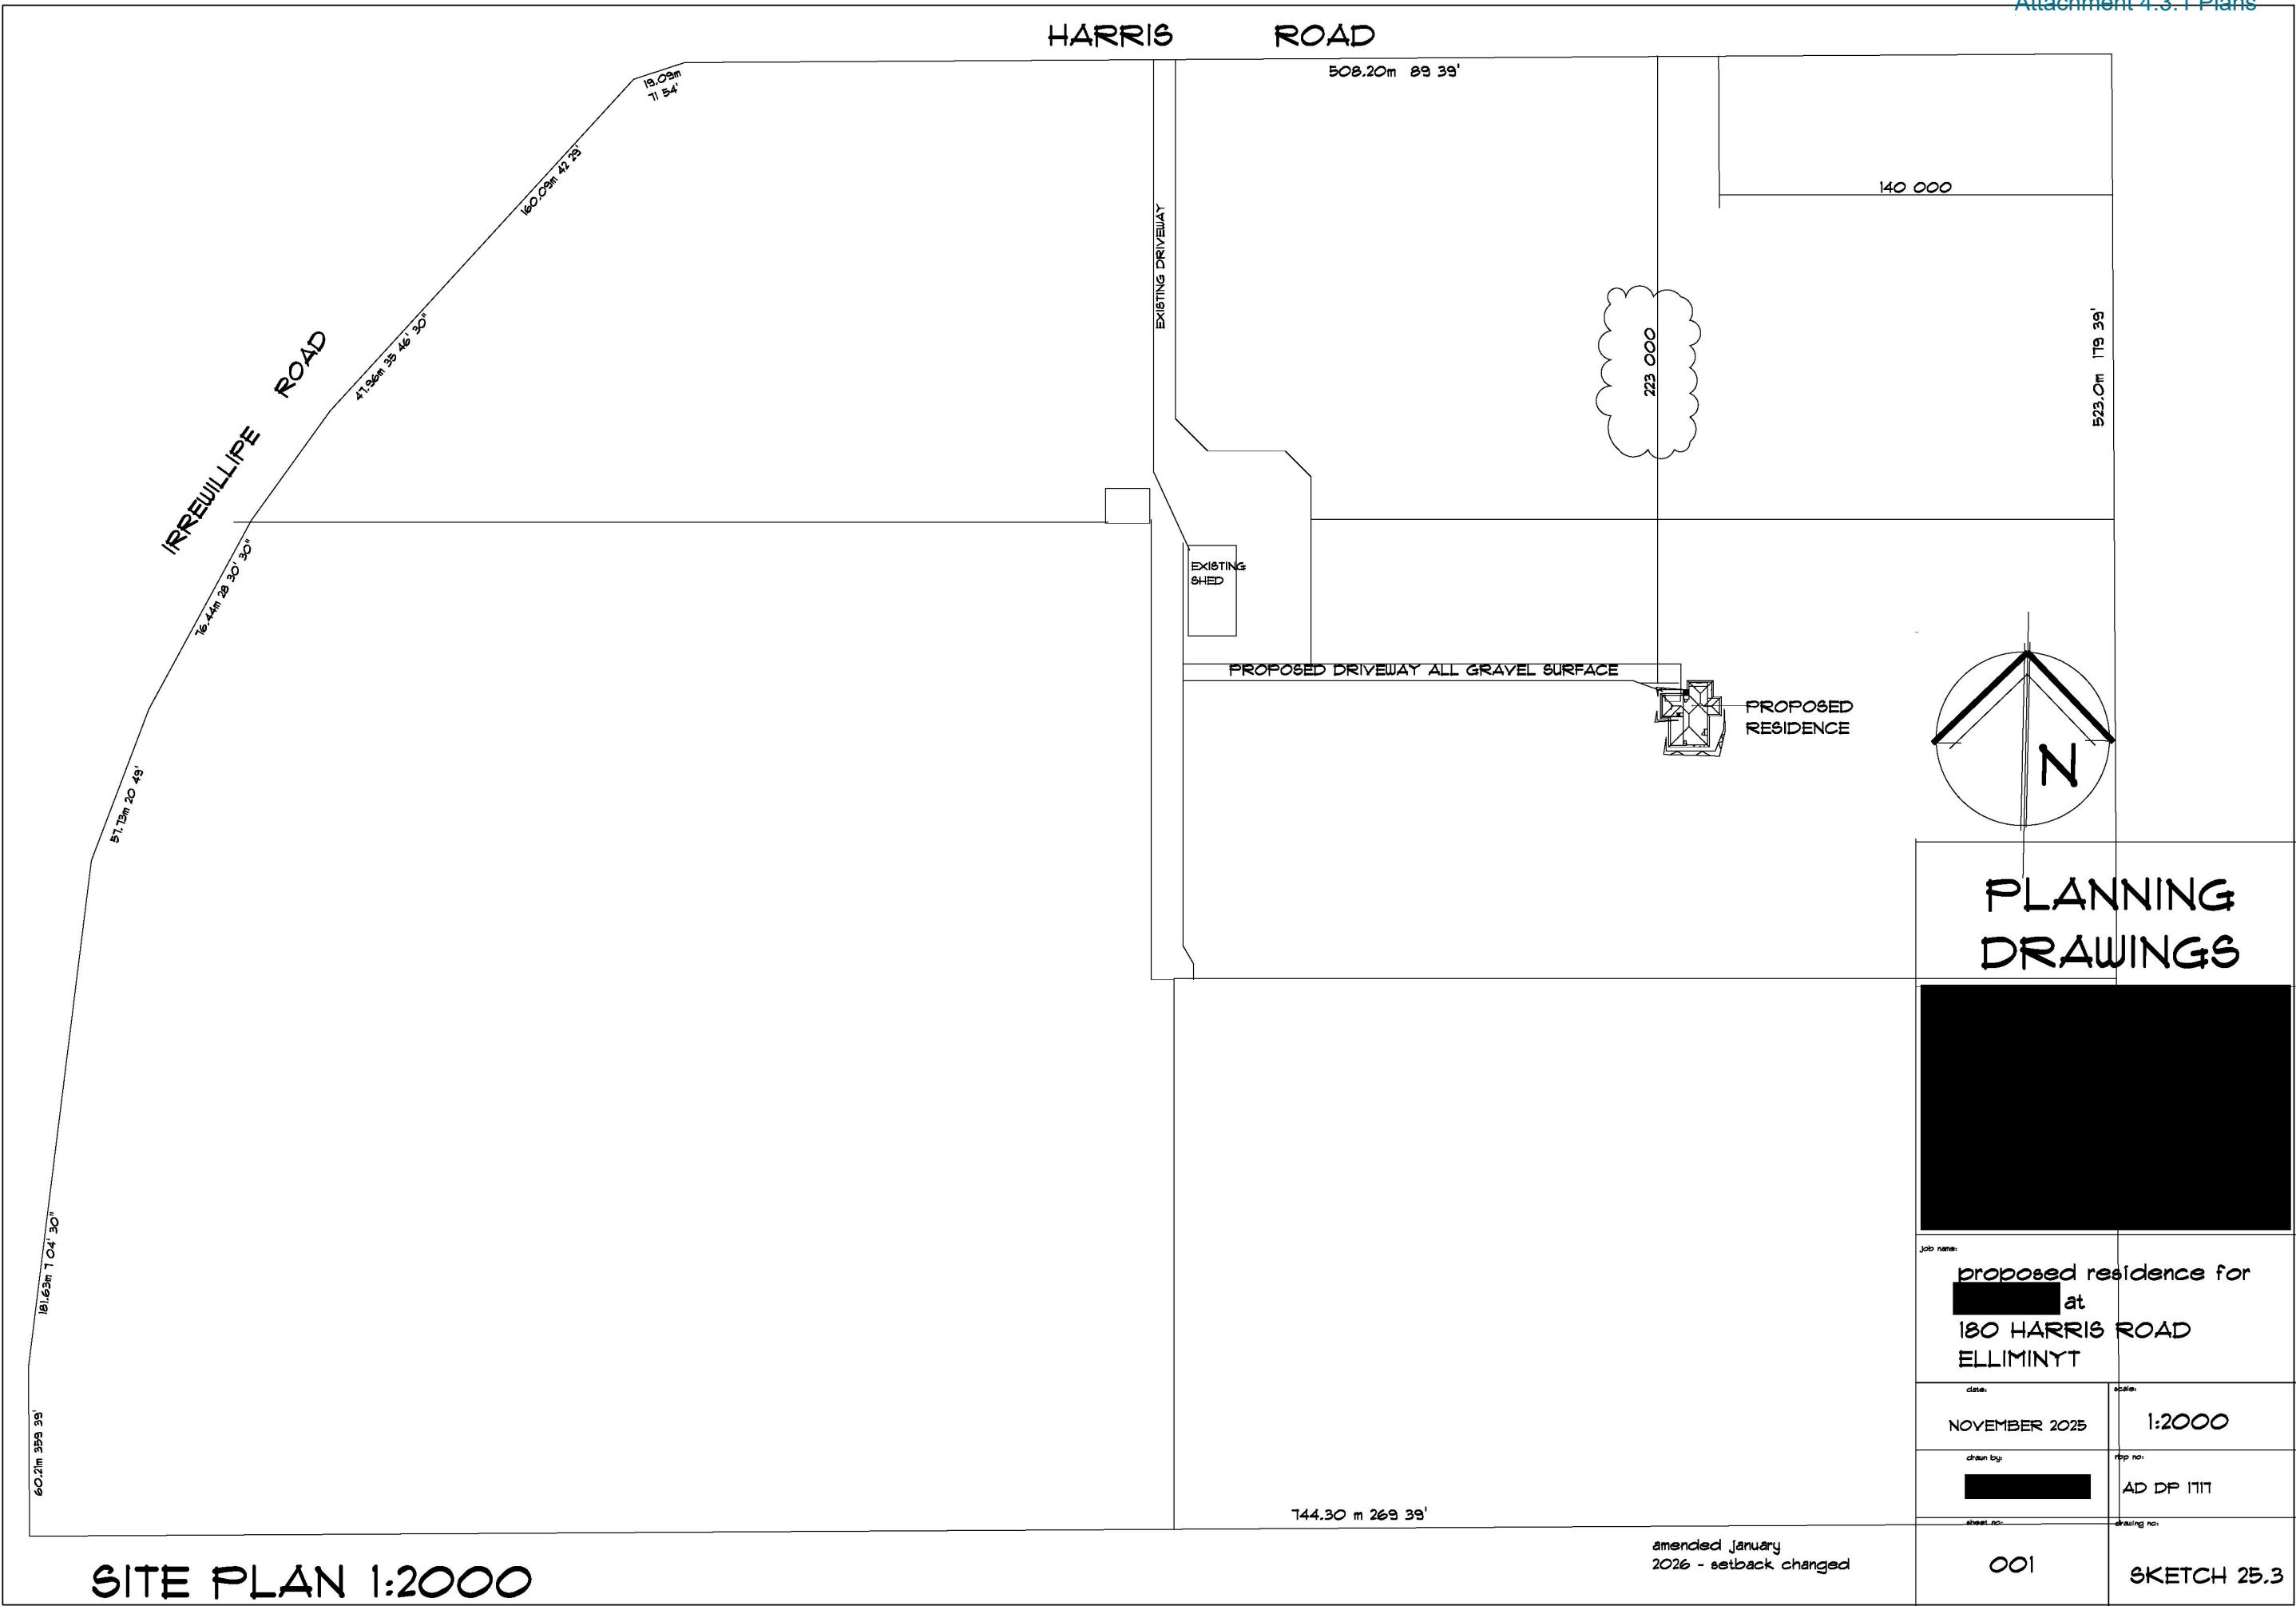 Attachment 4.3.1 Plans
HARRIS ROAD
19.09m
71 54'
508.20m 89 39'
160.09m 42 29'
140 000
EXISTING DRIVEWAY
223 000
523.0m 179 39'
47.96m 35 46' 30"
IRREWILLIPE ROAD
76.44m 28 30' 30"
EXISTING
SHED
PROPOSED DRIVEWAY ALL GRAVEL SURFACE
PROPOSED
RESIDENCE
N
57.73m 20 49'
PLANNING
DRAWINGS
181.63m 7 04' 30"
job name:
proposed residence for
at
180 HARRIS ROAD
ELLIMINYT
date:
scale:
NOVEMBER 2025
1:2000
drawn by:
rbp no:
AD DP 1717
60.21m 359 39'
744.30 m 269 39'
sheet no:
drawing no:
001
SKETCH 25.3
amended january
2026 - setback changed
SITE PLAN 1:2000